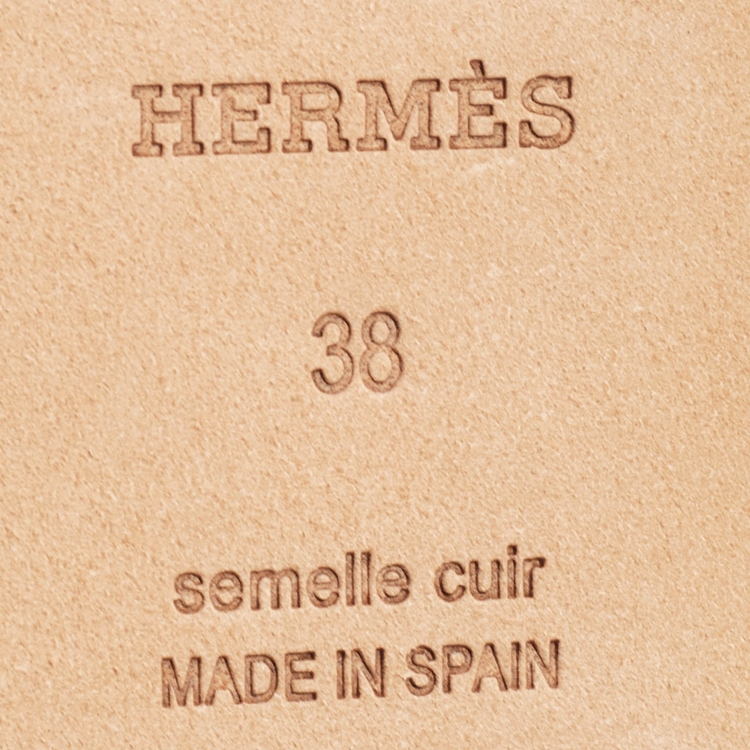 HERMÈS
38
semelle cuir
MADE IN SPAIN